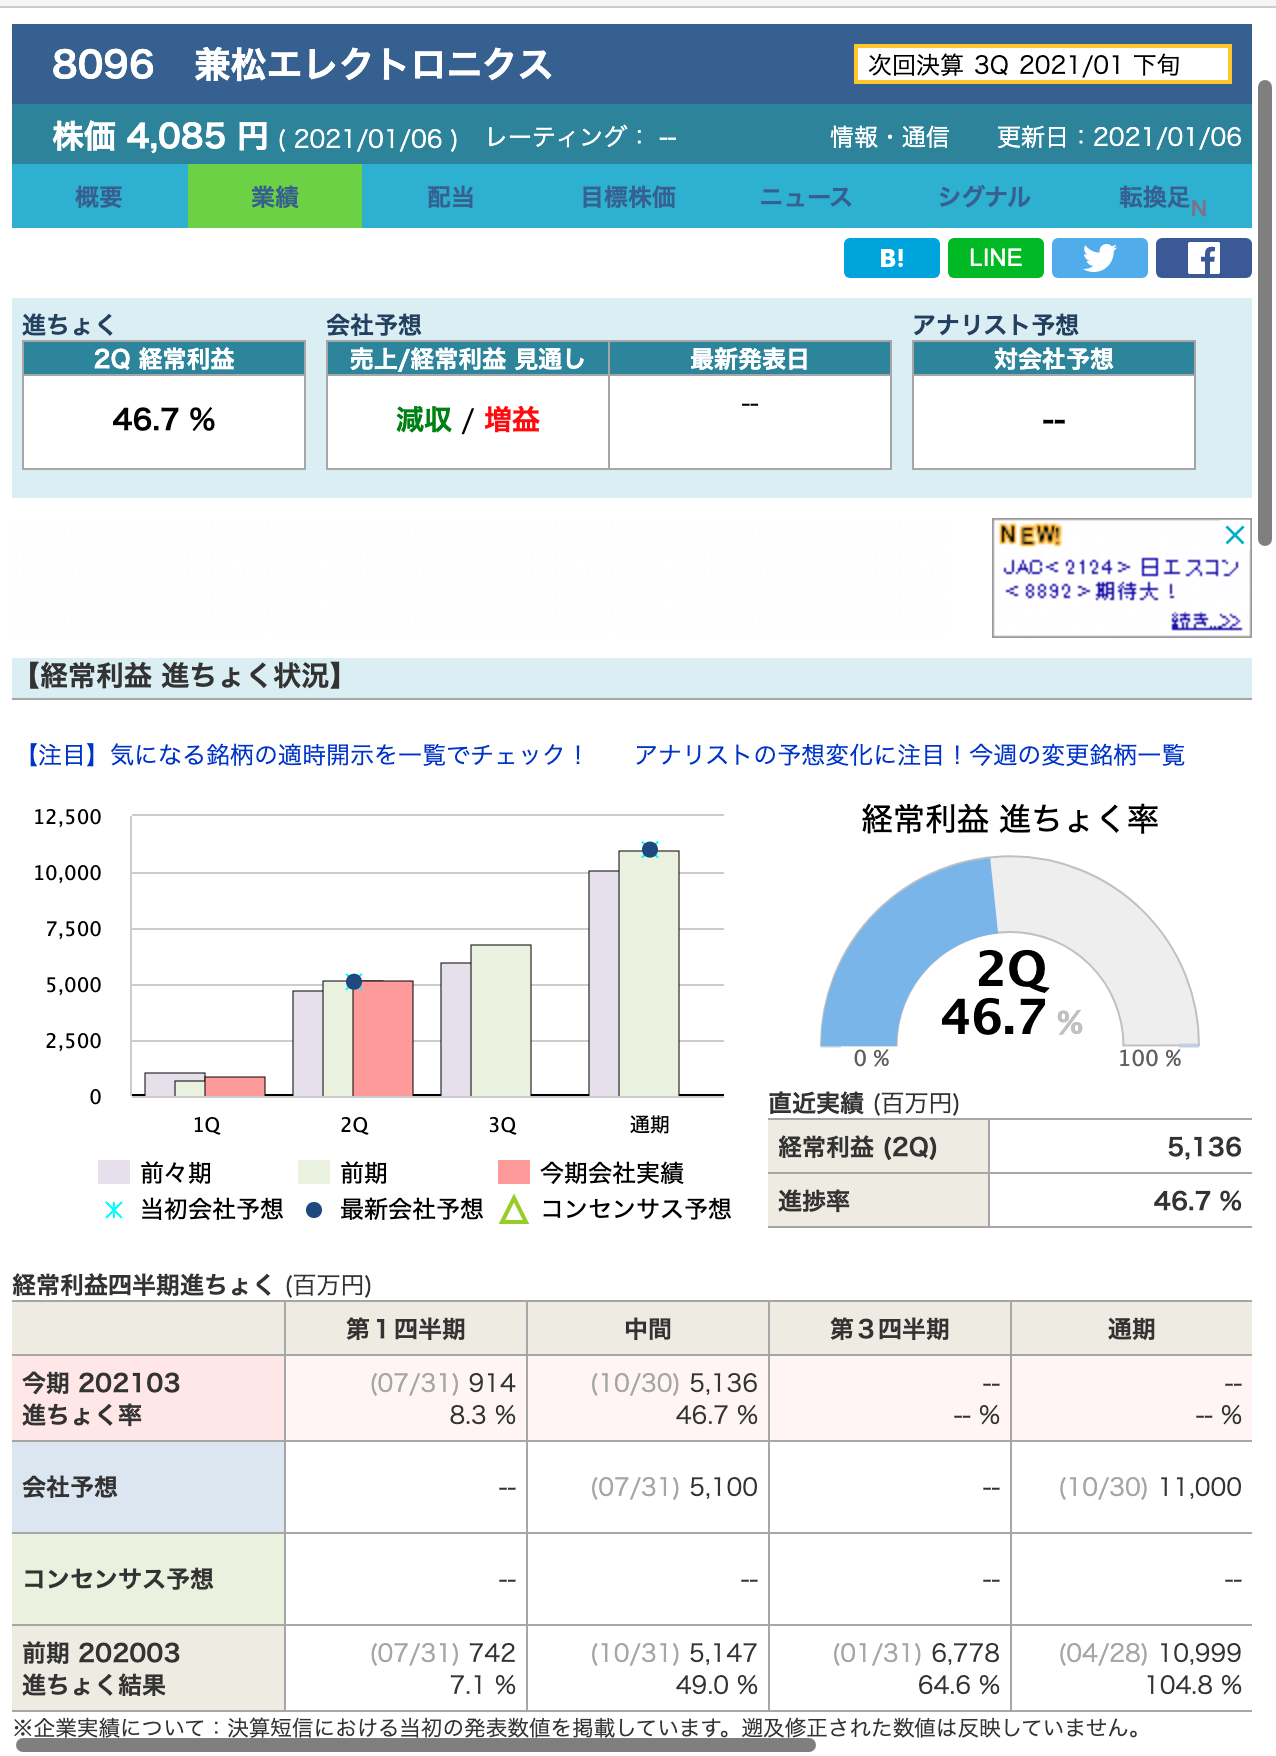 8096 兼松エレクトロニクス
次回決算 3Q 2021/01 下旬
株価 4,085 円 ( 2021/01/06 ) レーティング： -- 情報・通信 更新日：2021/01/06
概要 業績 配当 目標株価 ニュース シグナル 転換足N
B! LINE
進ちょく 会社予想 アナリスト予想
2Q 経常利益 売上/経常利益 見通し 最新発表日 対会社予想
46.7 % 減収 / 増益 -- --
NEW!
JAC<2124> 日エスコン
<8892>期待大！
続き..>>
【経常利益 進ちょく状況】
【注目】気になる銘柄の適時開示を一覧でチェック！ アナリストの予想変化に注目！今週の変更銘柄一覧
12,500
10,000
7,500
5,000
2,500
0
1Q 2Q 3Q 通期
前々期 前期 今期会社実績
当初会社予想 最新会社予想 コンセンサス予想
経常利益 進ちょく率
2Q
46.7 %
0 % 100 %
直近実績 (百万円)
経常利益 (2Q) 5,136
進捗率 46.7 %
経常利益四半期進ちょく (百万円)
第１四半期 中間 第３四半期 通期
今期 202103 (07/31) 914 (10/30) 5,136 -- --
進ちょく率 8.3 % 46.7 % -- % -- %
会社予想 -- (07/31) 5,100 -- (10/30) 11,000
コンセンサス予想 -- -- -- --
前期 202003 (07/31) 742 (10/31) 5,147 (01/31) 6,778 (04/28) 10,999
進ちょく結果 7.1 % 49.0 % 64.6 % 104.8 %
※企業実績について：決算短信における当初の発表数値を掲載しています。遡及修正された数値は反映していません。